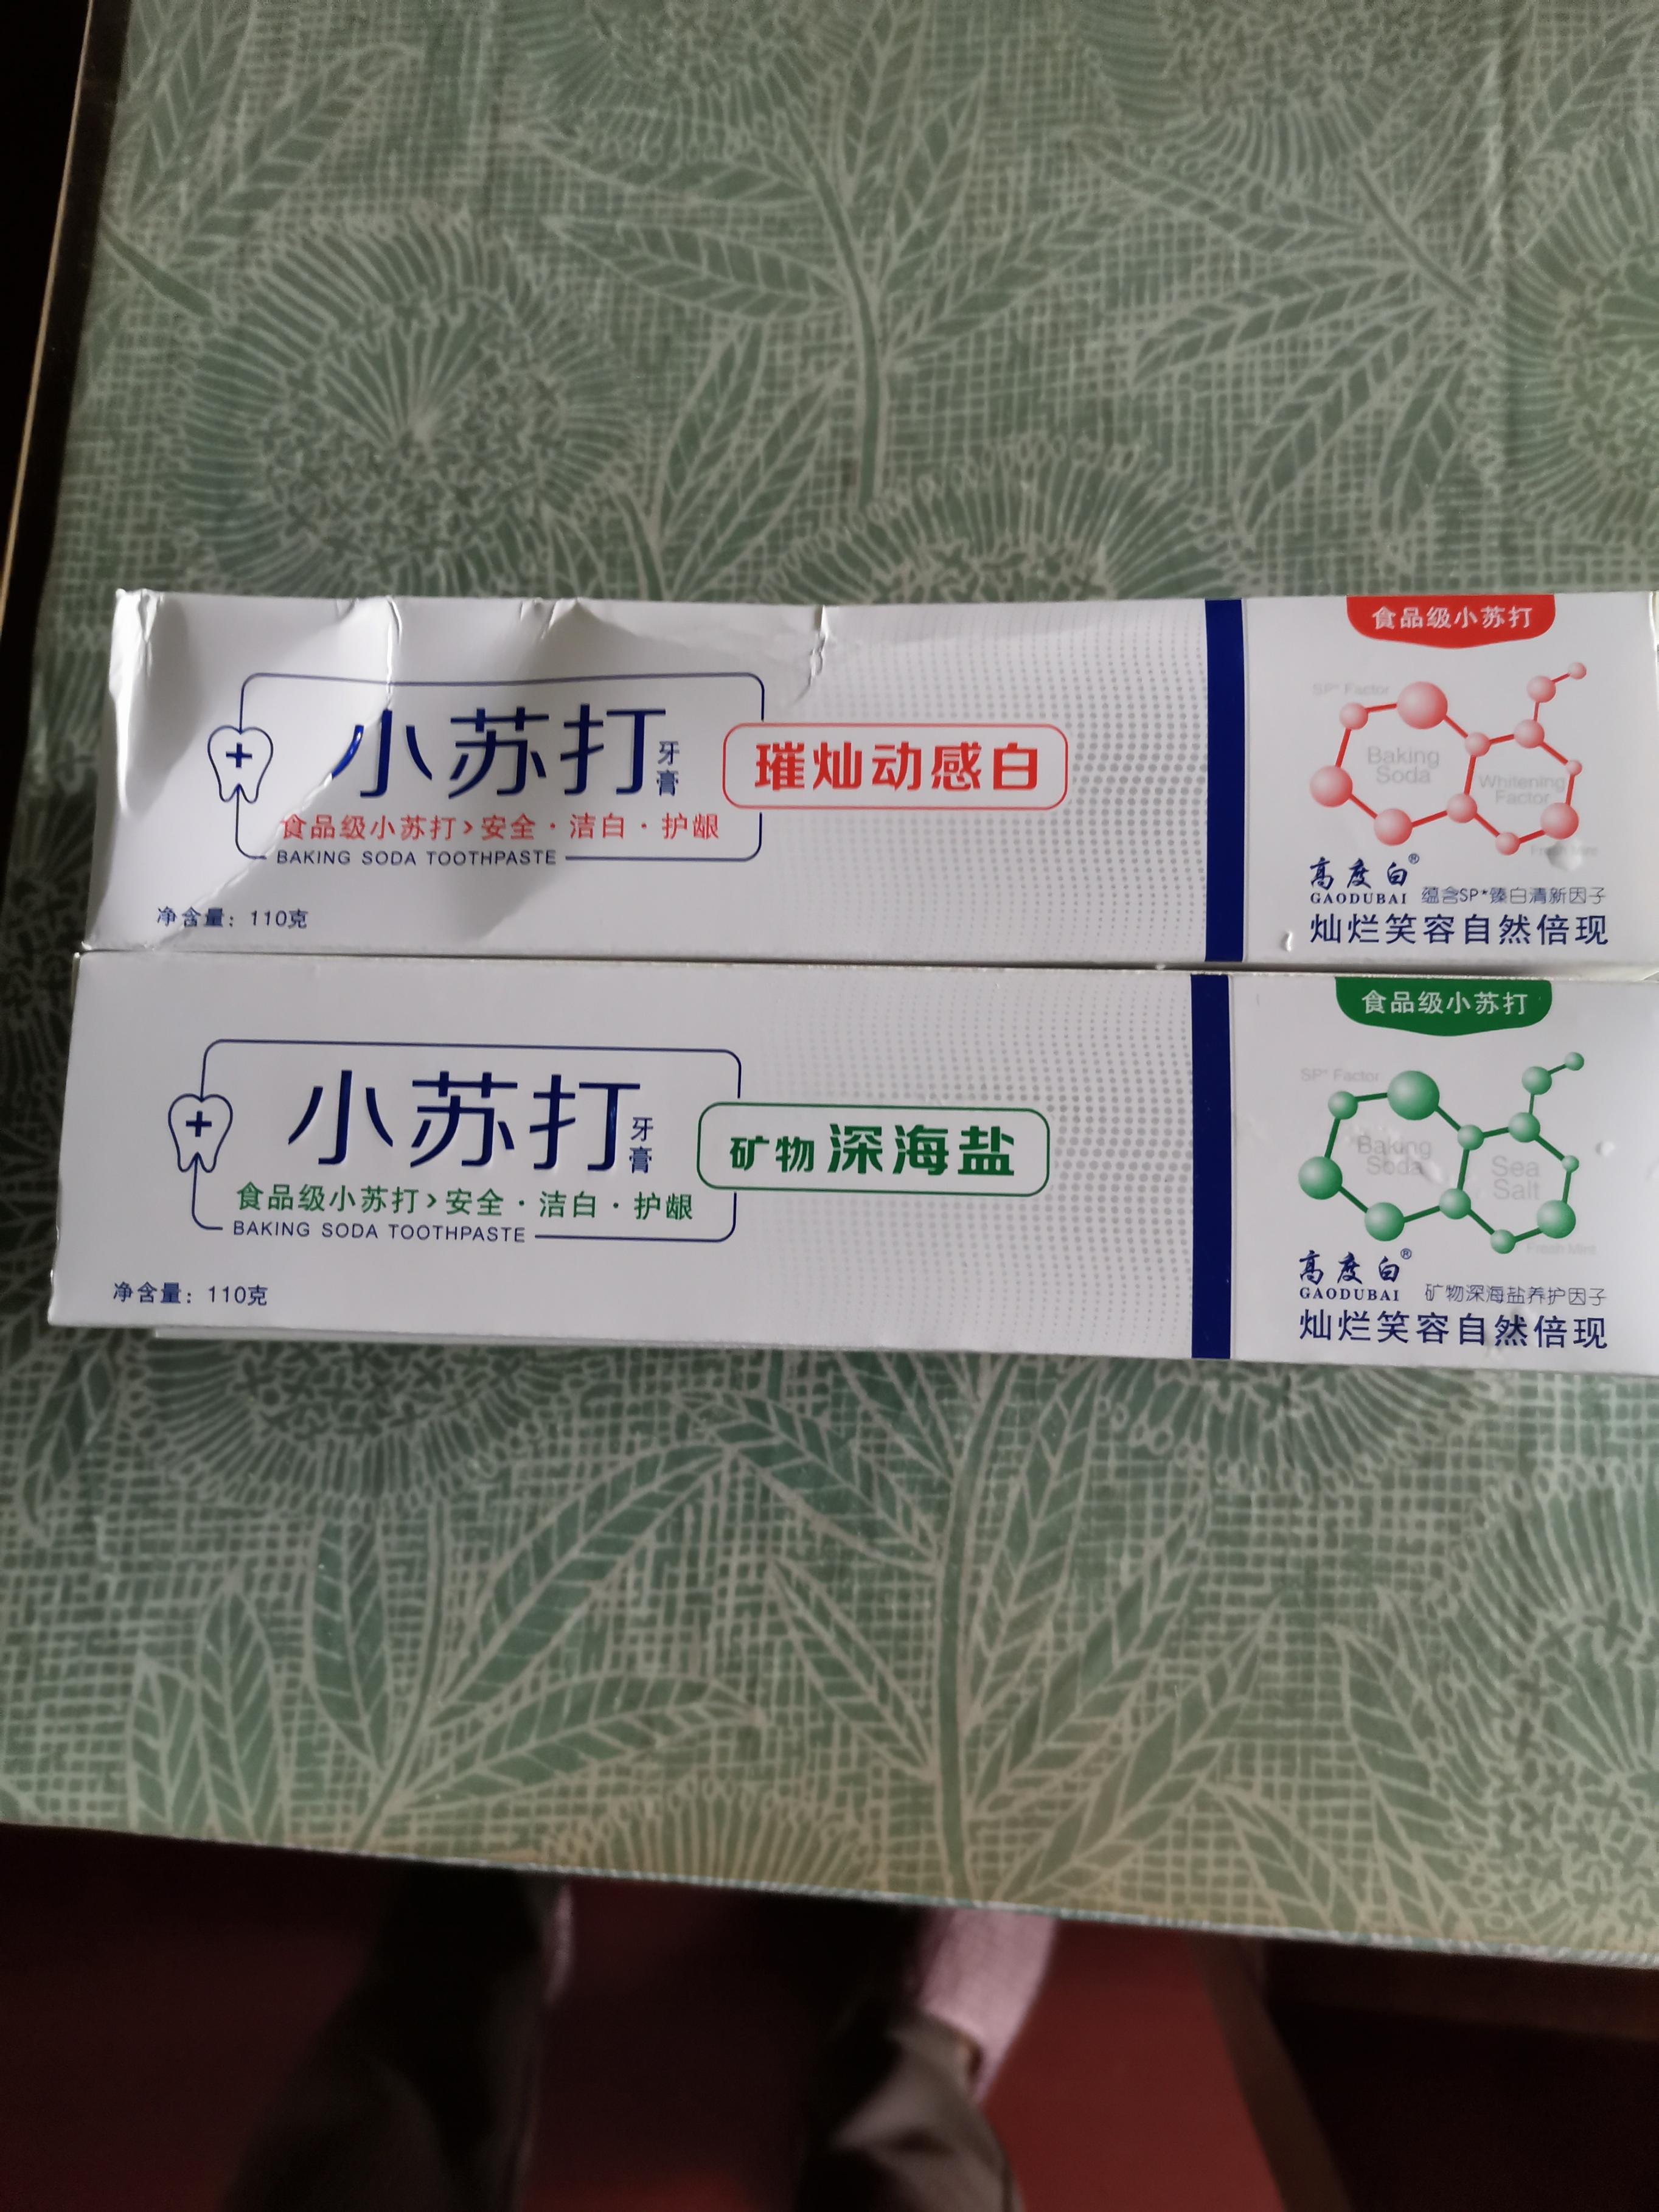 小苏打牙膏
璀灿动感白
食品级小苏打>安全·洁白·护龈
BAKING SODA TOOTHPASTE
净含量：110克
食品级小苏打
SP* Factor
Baking
Soda
Whitening
Factor
高度白®
GAODUBAI 蕴含SP*臻白清新因子
灿烂笑容自然倍现
小苏打牙膏
矿物深海盐
食品级小苏打>安全·洁白·护龈
BAKING SODA TOOTHPASTE
净含量：110克
食品级小苏打
SP* Factor
Baking
Soda
Sea
Salt
Fresh Mint
高度白®
GAODUBAI 矿物深海盐养护因子
灿烂笑容自然倍现